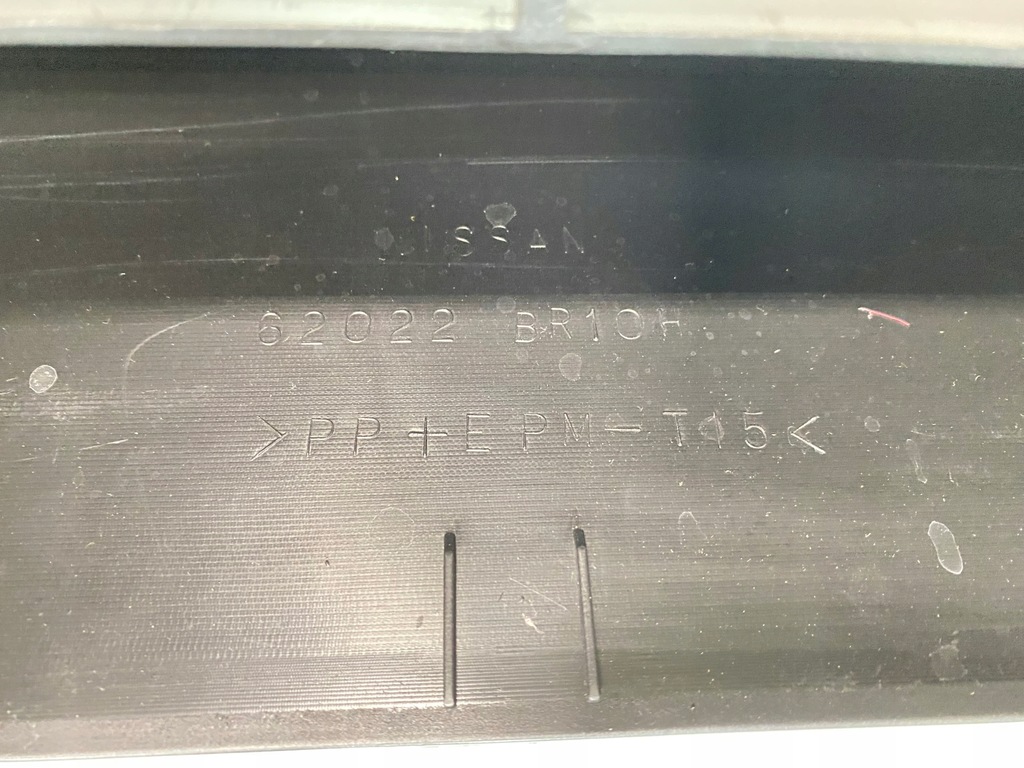 NISSAN
62022 BR10H
>PP+EPM-T15<